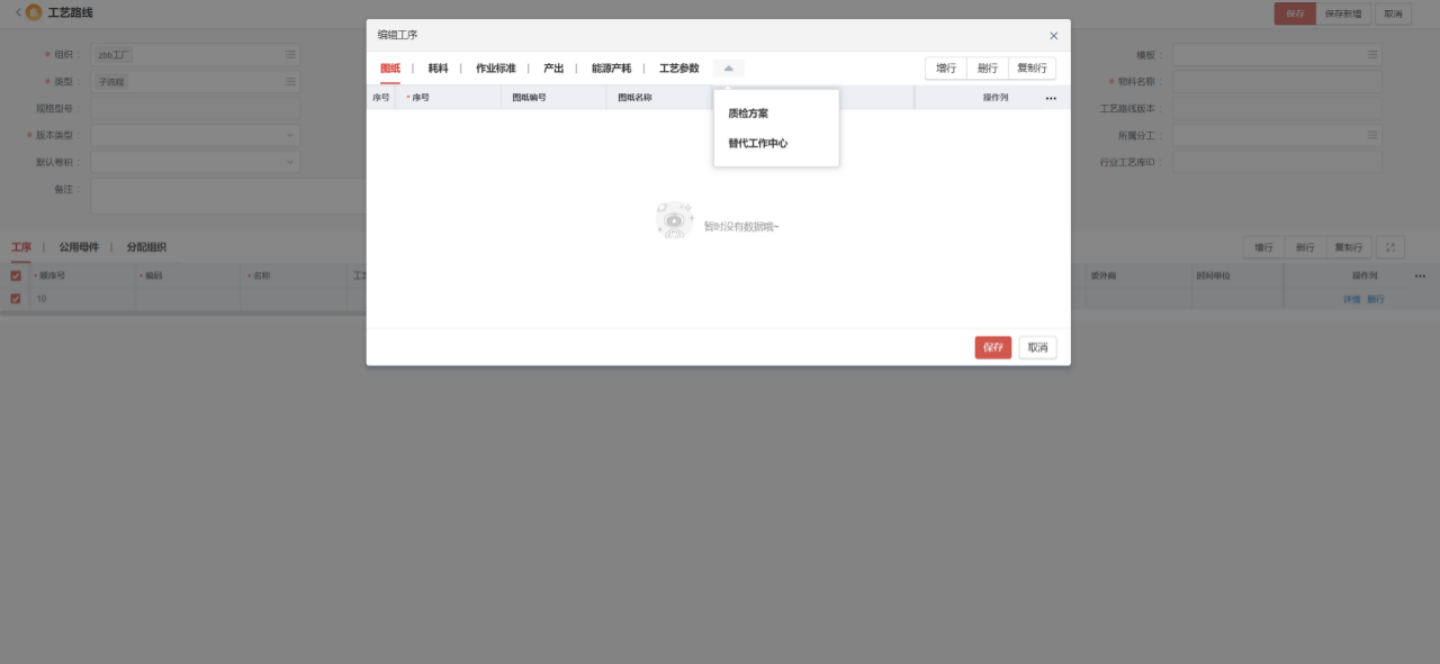 工艺路线
保存 保存新增 取消
* 组织 : zbb工厂
* 类型 : 子流程
规格型号 :
* 版本类型 :
默认卷积 :
备注 :
模板 :
* 物料名称 :
工艺路线版本 :
所属分工 :
行业工艺库ID :
编辑工序
图纸 | 耗料 | 作业标准 | 产出 | 能源产耗 | 工艺参数
增行 删行 复制行
序号 * 序号 图纸编号 图纸名称 操作列 ...
质检方案
替代工作中心
暂时没有数据哦~
保存 取消
工序 | 公用母件 | 分配组织
增行 删行 复制行
* 顺序号 * 编码 * 名称 委外商 时间单位 操作列 ...
10 详情 删行